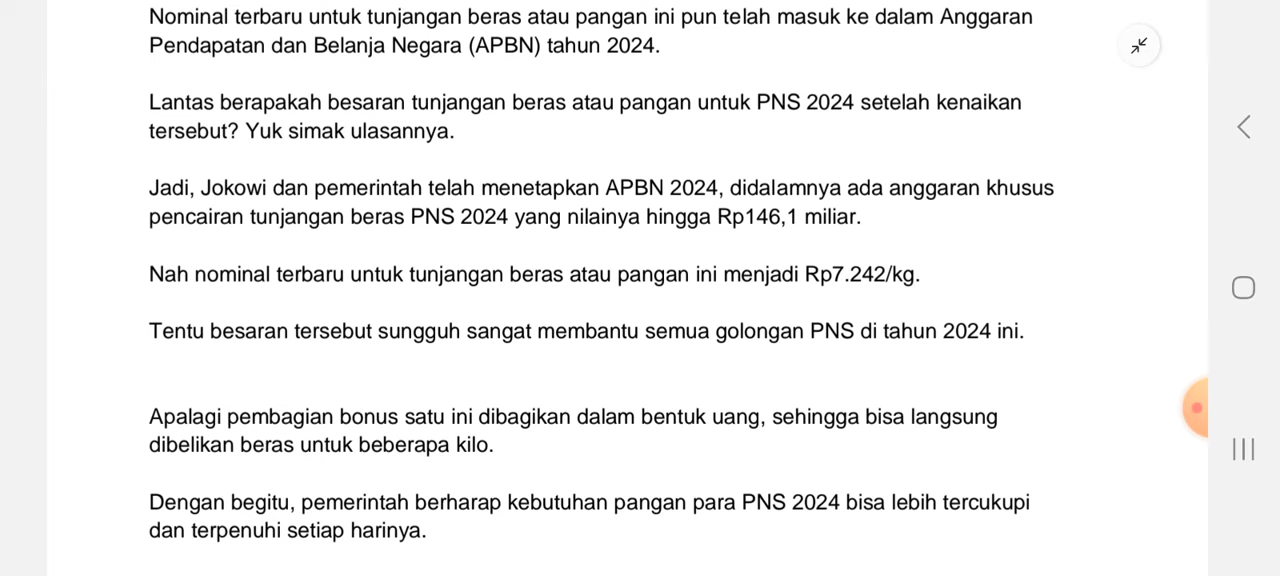 Nominal terbaru untuk tunjangan beras atau pangan ini pun telah masuk ke dalam Anggaran
Pendapatan dan Belanja Negara (APBN) tahun 2024.
Lantas berapakah besaran tunjangan beras atau pangan untuk PNS 2024 setelah kenaikan
tersebut? Yuk simak ulasannya.
Jadi, Jokowi dan pemerintah telah menetapkan APBN 2024, didalamnya ada anggaran khusus
pencairan tunjangan beras PNS 2024 yang nilainya hingga Rp146,1 miliar.
Nah nominal terbaru untuk tunjangan beras atau pangan ini menjadi Rp7.242/kg.
Tentu besaran tersebut sungguh sangat membantu semua golongan PNS di tahun 2024 ini.
Apalagi pembagian bonus satu ini dibagikan dalam bentuk uang, sehingga bisa langsung
dibelikan beras untuk beberapa kilo.
Dengan begitu, pemerintah berharap kebutuhan pangan para PNS 2024 bisa lebih tercukupi
dan terpenuhi setiap harinya.